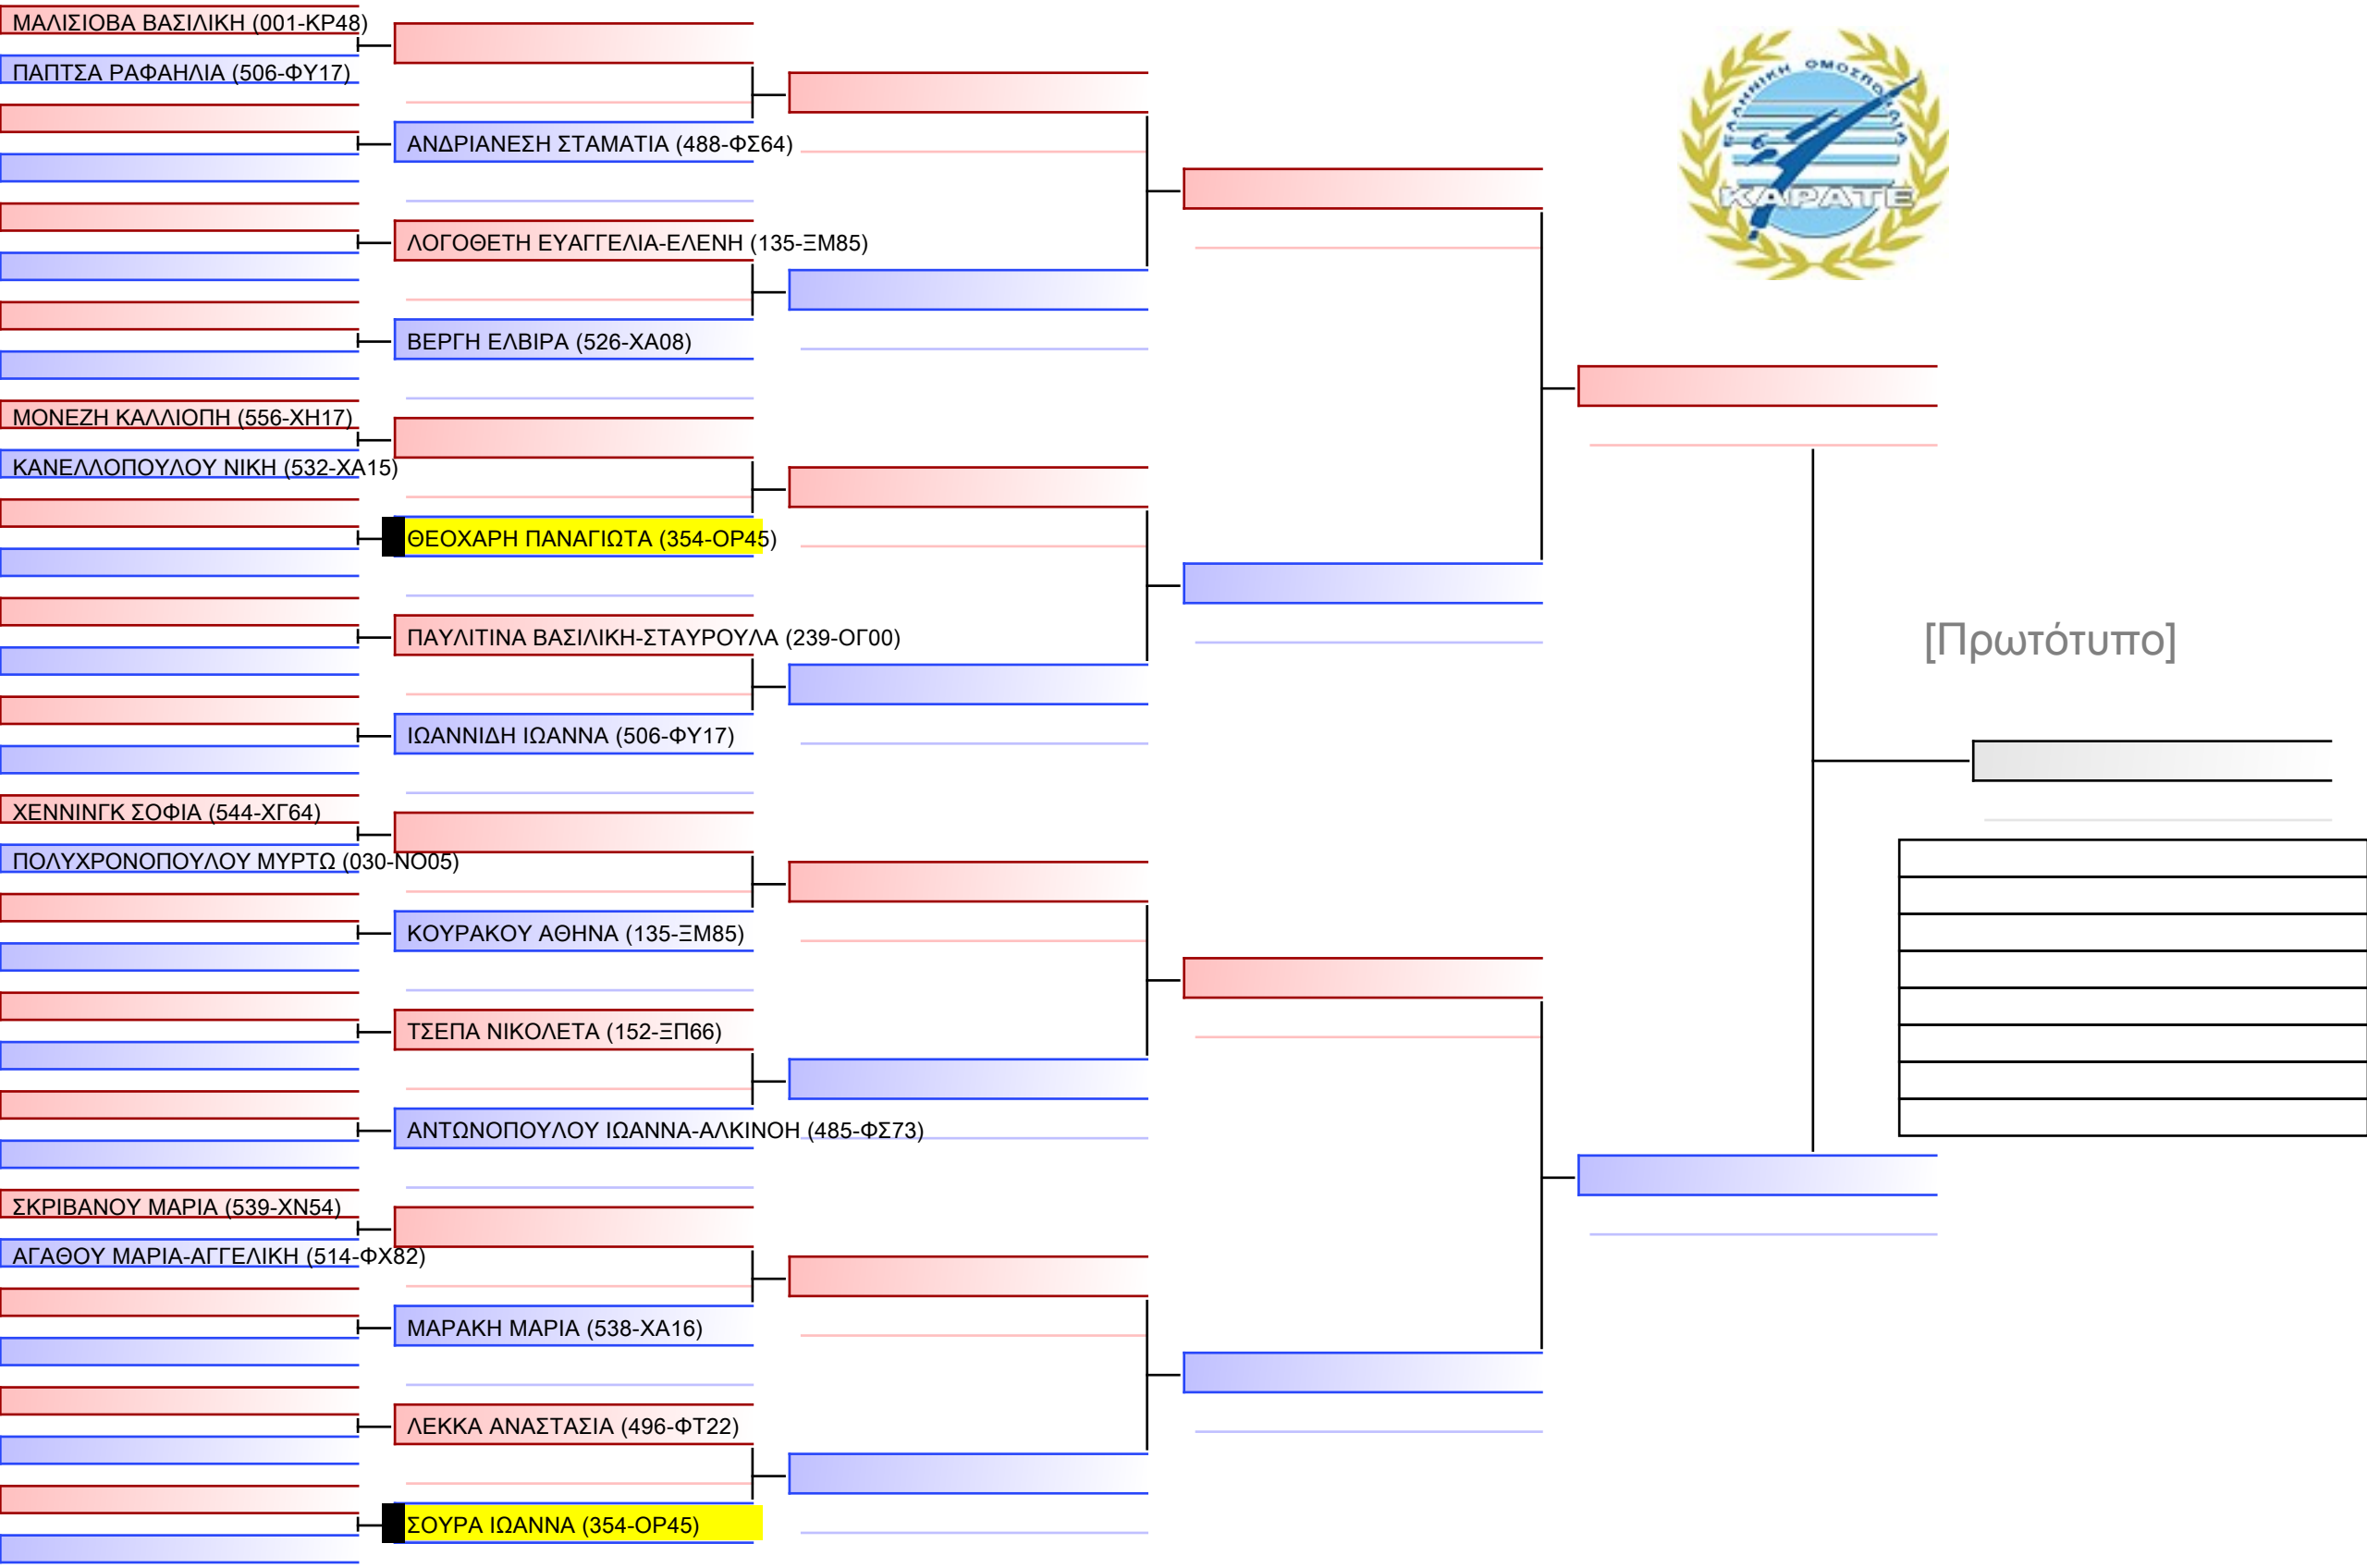 ΜΑΛΙΣΙΟΒΑ ΒΑΣΙΛΙΚΗ (001-ΚΡ48)
ΠΑΠΤΣΑ ΡΑΦΑΗΛΙΑ (506-ΦΥ17)
ΑΝΔΡΙΑΝΕΣΗ ΣΤΑΜΑΤΙΑ (488-ΦΣ64)
ΛΟΓΟΘΕΤΗ ΕΥΑΓΓΕΛΙΑ-ΕΛΕΝΗ (135-ΞΜ85)
ΒΕΡΓΗ ΕΛΒΙΡΑ (526-ΧΑ08)
ΜΟΝΕΖΗ ΚΑΛΛΙΟΠΗ (556-ΧΗ17)
ΚΑΝΕΛΛΟΠΟΥΛΟΥ ΝΙΚΗ (532-ΧΑ15)
ΘΕΟΧΑΡΗ ΠΑΝΑΓΙΩΤΑ (354-ΟΡ45)
ΠΑΥΛΙΤΙΝΑ ΒΑΣΙΛΙΚΗ-ΣΤΑΥΡΟΥΛΑ (239-ΟΓ00)
ΙΩΑΝΝΙΔΗ ΙΩΑΝΝΑ (506-ΦΥ17)
ΧΕΝΝΙΝΓΚ ΣΟΦΙΑ (544-ΧΓ64)
ΠΟΛΥΧΡΟΝΟΠΟΥΛΟΥ ΜΥΡΤΩ (030-ΝΟ05)
ΚΟΥΡΑΚΟΥ ΑΘΗΝΑ (135-ΞΜ85)
ΤΣΕΠΑ ΝΙΚΟΛΕΤΑ (152-ΞΠ66)
ΑΝΤΩΝΟΠΟΥΛΟΥ ΙΩΑΝΝΑ-ΑΛΚΙΝΟΗ (485-ΦΣ73)
ΣΚΡΙΒΑΝΟΥ ΜΑΡΙΑ (539-ΧΝ54)
ΑΓΑΘΟΥ ΜΑΡΙΑ-ΑΓΓΕΛΙΚΗ (514-ΦΧ82)
ΜΑΡΑΚΗ ΜΑΡΙΑ (538-ΧΑ16)
ΛΕΚΚΑ ΑΝΑΣΤΑΣΙΑ (496-ΦΤ22)
ΣΟΥΡΑ ΙΩΑΝΝΑ (354-ΟΡ45)
ΕΛΛΗΝΙΚΗ ΟΜΟΣΠΟΝΔΙΑ
ΚΑΡΑΤΕ
[Πρωτότυπο]